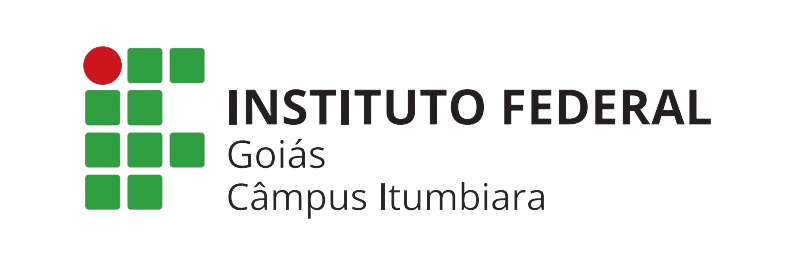 INSTITUTO FEDERAL
Goiás
Câmpus Itumbiara